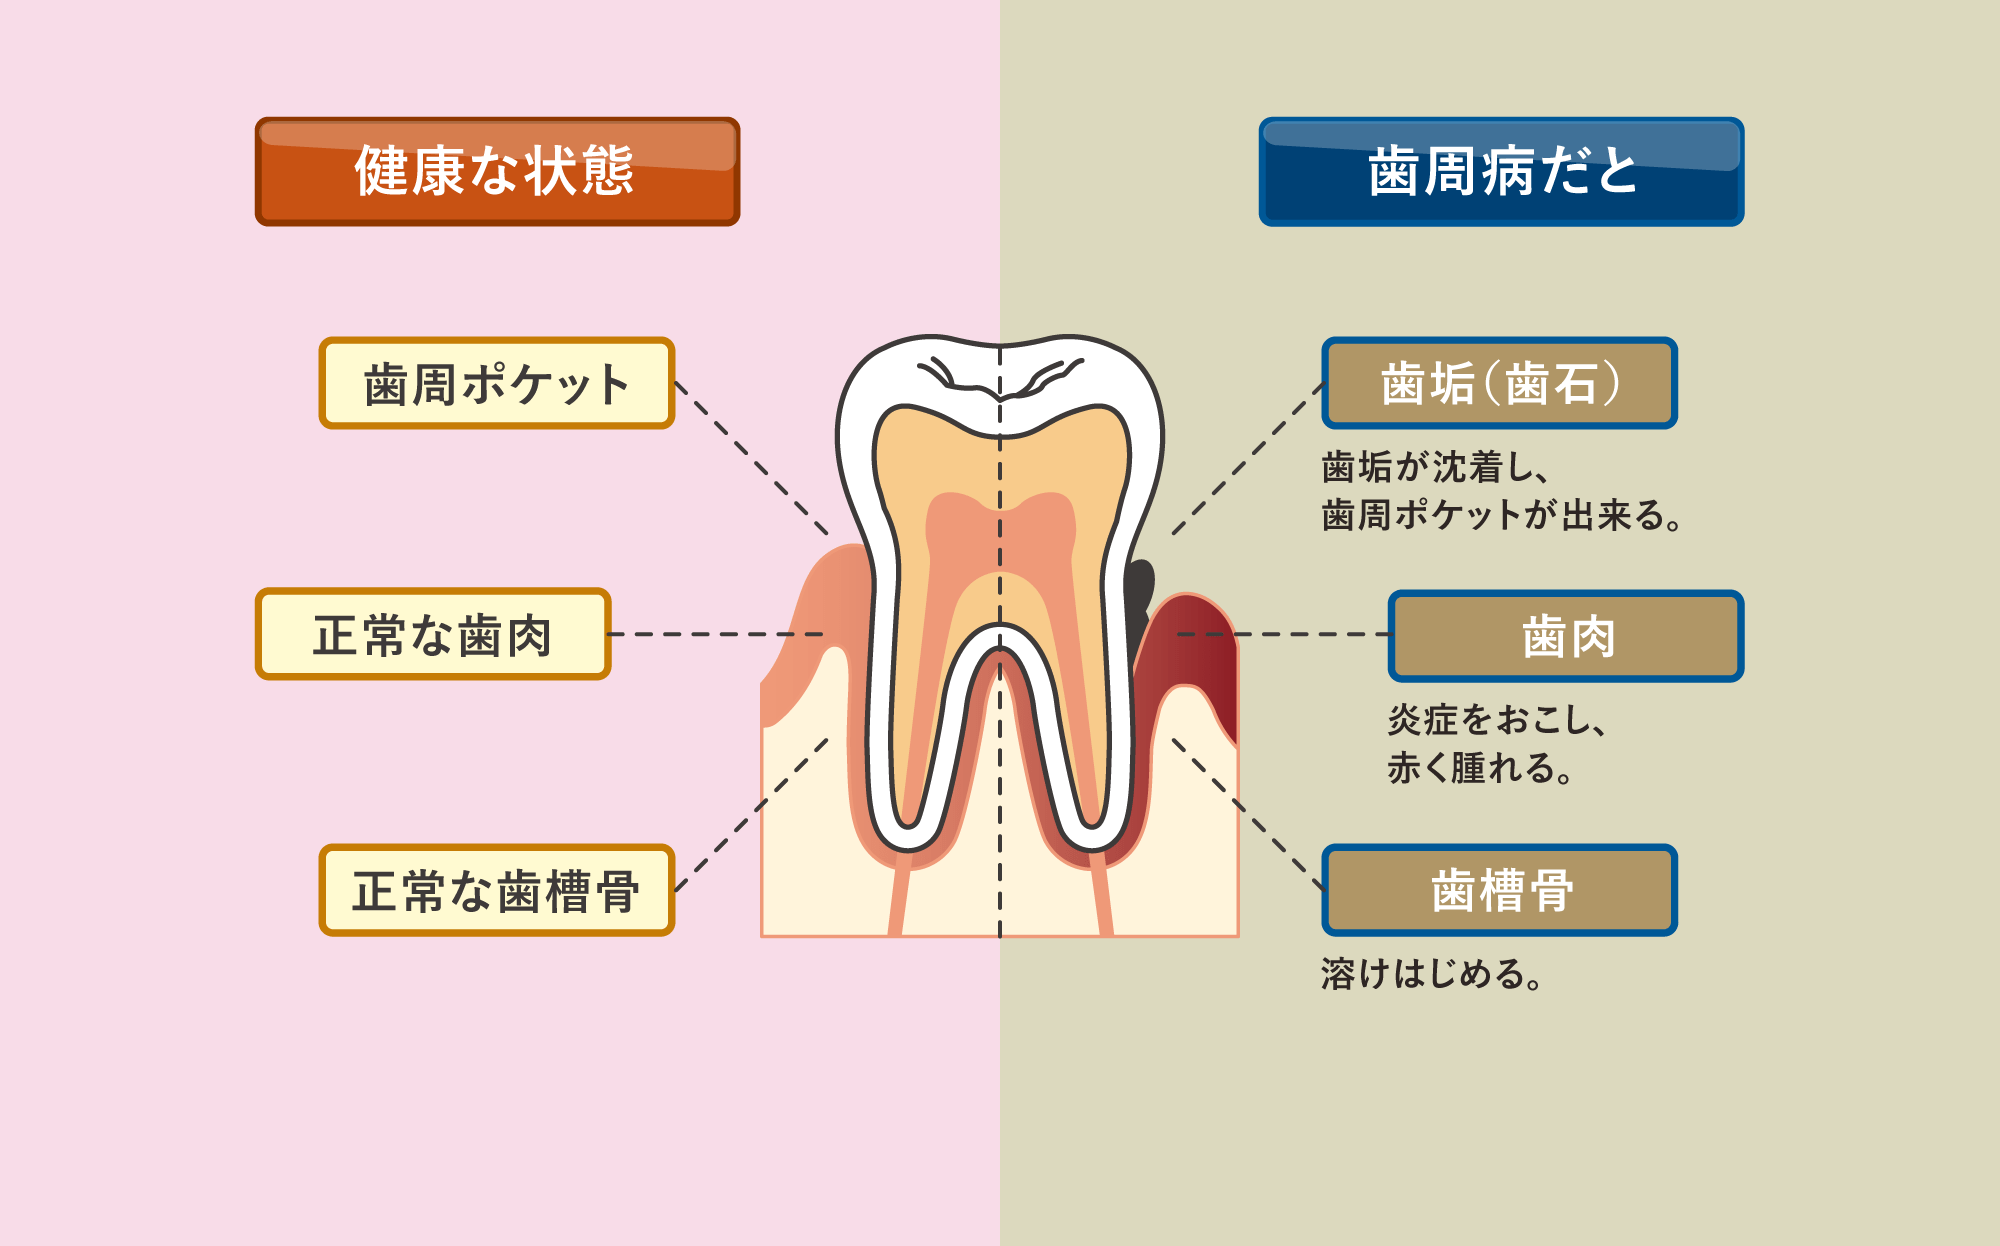 健康な状態
歯周ポケット
正常な歯肉
正常な歯槽骨
歯周病だと
歯垢（歯石）
歯垢が沈着し、
歯周ポケットが出来る。
歯肉
炎症をおこし、
赤く腫れる。
歯槽骨
溶けはじめる。